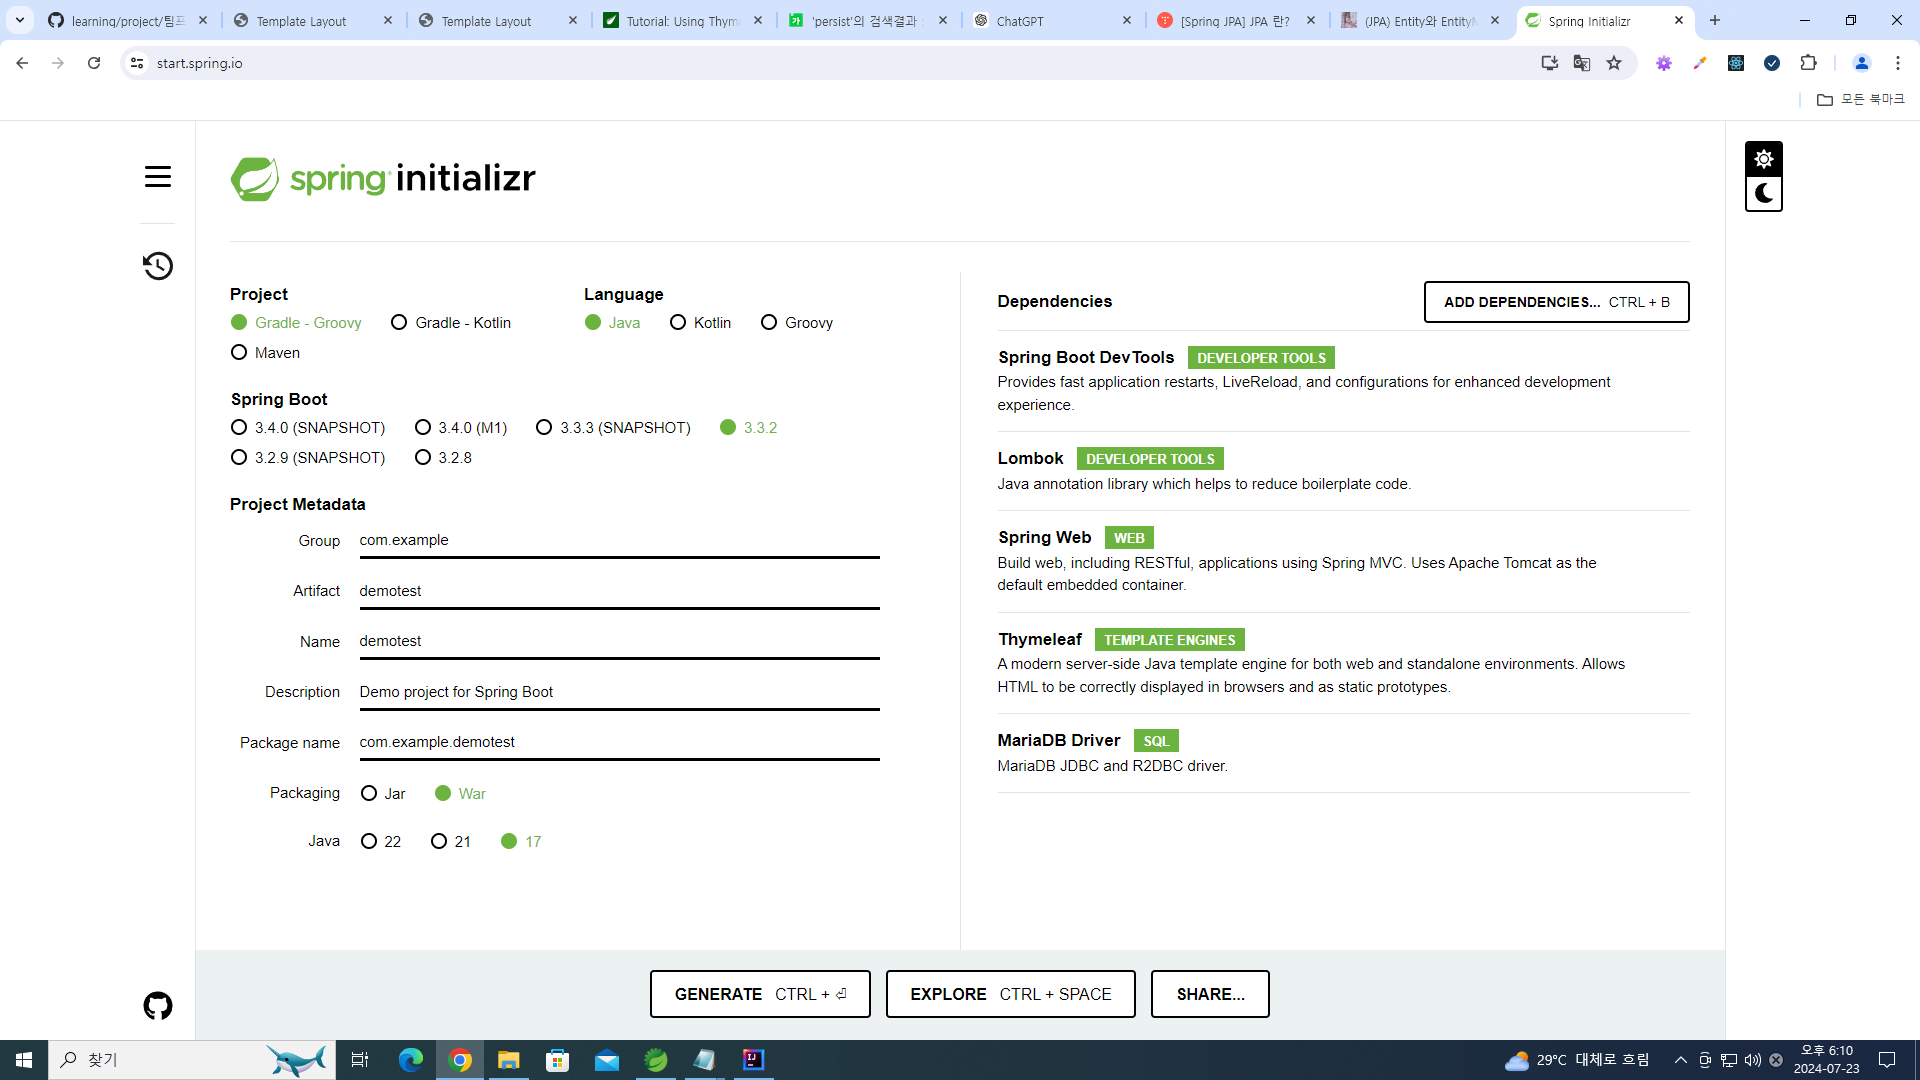 learning/project/팀프
Template Layout
Template Layout
Tutorial: Using Thyme
'persist'의 검색결과 :
ChatGPT
[Spring JPA] JPA 란?
(JPA) Entity와 EntityM
Spring Initializr
start.spring.io
모든 북마크
spring initializr
Project
Gradle - Groovy
Gradle - Kotlin
Maven
Language
Java
Kotlin
Groovy
Spring Boot
3.4.0 (SNAPSHOT)
3.4.0 (M1)
3.3.3 (SNAPSHOT)
3.3.2
3.2.9 (SNAPSHOT)
3.2.8
Project Metadata
Group
com.example
Artifact
demotest
Name
demotest
Description
Demo project for Spring Boot
Package name
com.example.demotest
Packaging
Jar
War
Java
22
21
17
Dependencies
ADD DEPENDENCIES... CTRL + B
Spring Boot DevTools DEVELOPER TOOLS
Provides fast application restarts, LiveReload, and configurations for enhanced development
experience.
Lombok DEVELOPER TOOLS
Java annotation library which helps to reduce boilerplate code.
Spring Web WEB
Build web, including RESTful, applications using Spring MVC. Uses Apache Tomcat as the
default embedded container.
Thymeleaf TEMPLATE ENGINES
A modern server-side Java template engine for both web and standalone environments. Allows
HTML to be correctly displayed in browsers and as static prototypes.
MariaDB Driver SQL
MariaDB JDBC and R2DBC driver.
GENERATE CTRL + ⏎
EXPLORE CTRL + SPACE
SHARE...
찾기
29°C 대체로 흐림
오후 6:10
2024-07-23